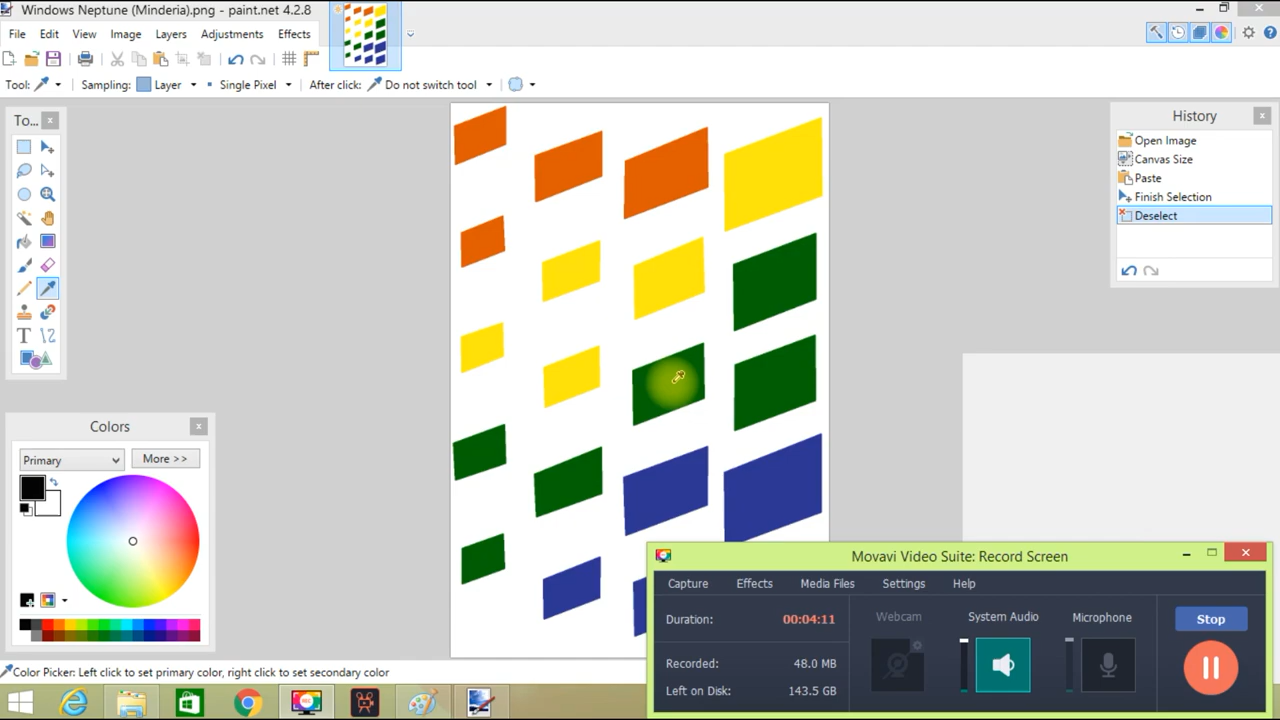 Windows Neptune (Minderia).png - paint.net 4.2.8
File Edit View Image Layers Adjustments Effects
Tool: Sampling: Layer Single Pixel After click: Do not switch tool
To...
History
Open Image
Canvas Size
Paste
Finish Selection
Deselect
Colors
Primary More >>
Movavi Video Suite: Record Screen
Capture Effects Media Files Settings Help
Duration: 00:04:11 Webcam System Audio Microphone Stop
Recorded: 48.0 MB
Left on Disk: 143.5 GB
Color Picker: Left click to set primary color, right click to set secondary color